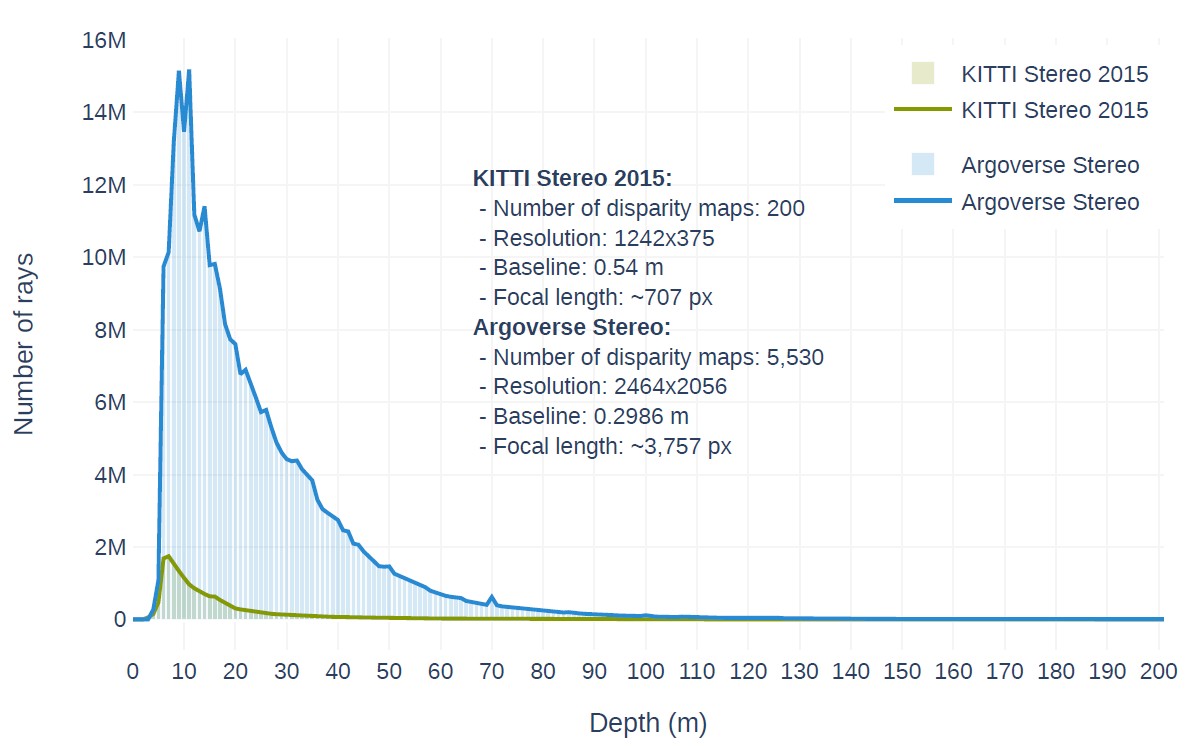 16M
14M
12M
10M
8M
6M
4M
2M
0
Number of rays
KITTI Stereo 2015
KITTI Stereo 2015
Argoverse Stereo
Argoverse Stereo
KITTI Stereo 2015:
- Number of disparity maps: 200
- Resolution: 1242x375
- Baseline: 0.54 m
- Focal length: ~707 px
Argoverse Stereo:
- Number of disparity maps: 5,530
- Resolution: 2464x2056
- Baseline: 0.2986 m
- Focal length: ~3,757 px
0 10 20 30 40 50 60 70 80 90 100 110 120 130 140 150 160 170 180 190 200
Depth (m)